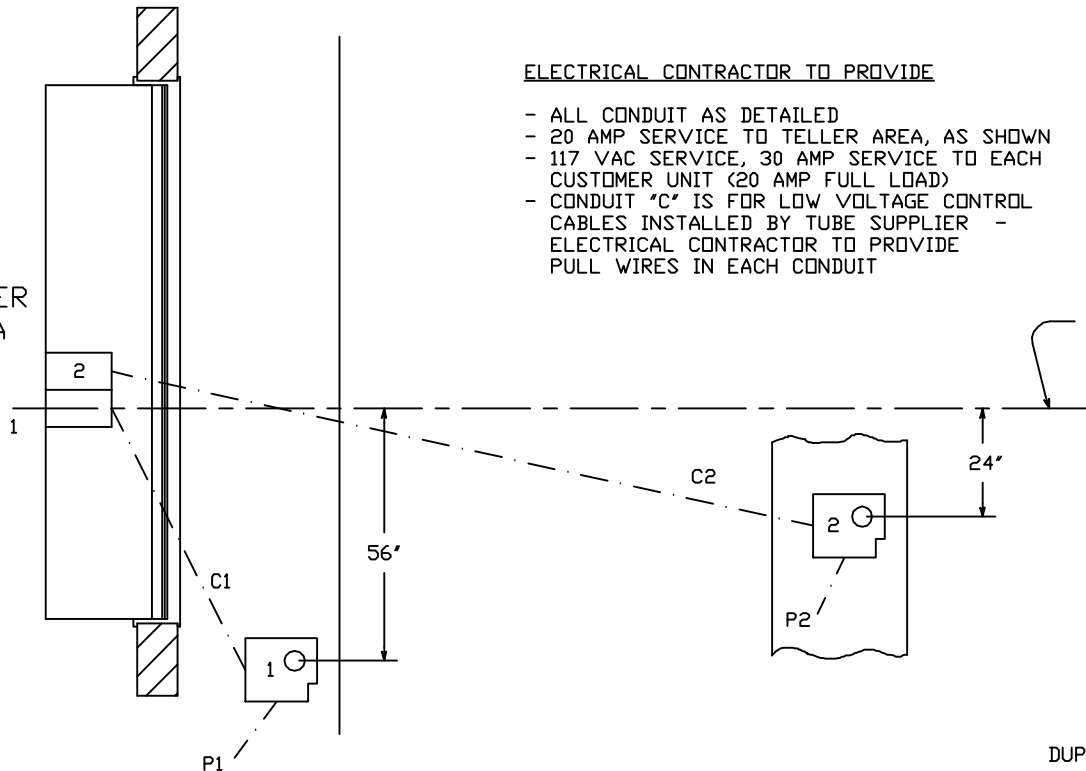 ELECTRICAL CONTRACTOR TO PROVIDE
- ALL CONDUIT AS DETAILED
- 20 AMP SERVICE TO TELLER AREA, AS SHOWN
- 117 VAC SERVICE, 30 AMP SERVICE TO EACH
CUSTOMER UNIT (20 AMP FULL LOAD)
- CONDUIT "C" IS FOR LOW VOLTAGE CONTROL
CABLES INSTALLED BY TUBE SUPPLIER -
ELECTRICAL CONTRACTOR TO PROVIDE
PULL WIRES IN EACH CONDUIT
ER
A
2
1
C2
24"
2
56"
C1
P2
1
P1
DUP